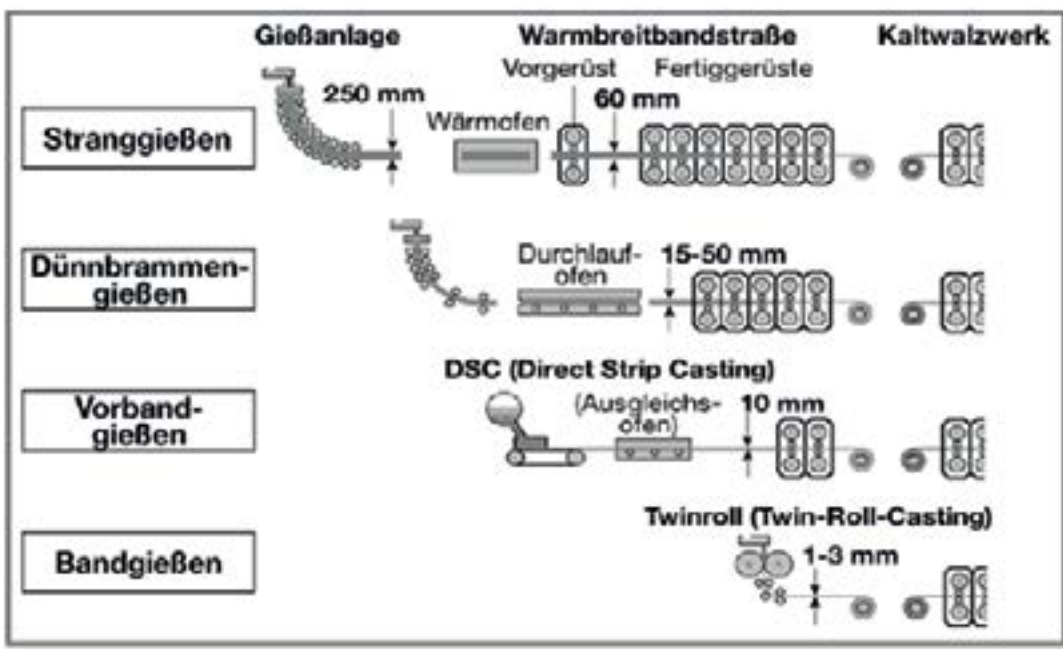 Gießanlage
Warmbreitbandstraße
Kaltwalzwerk
Vorgerüst
Fertiggerüste
250 mm
60 mm
Wärmofen
Stranggießen
Dünnbrammen-
gießen
Durchlauf-
ofen
15-50 mm
DSC (Direct Strip Casting)
Vorband-
gießen
(Ausgleichs-
ofen)
10 mm
Twinroll (Twin-Roll-Casting)
Bandgießen
1-3 mm